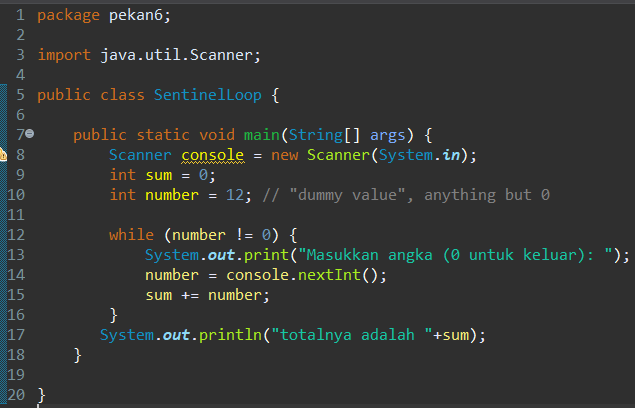 1 package pekan6;
2
3 import java.util.Scanner;
4
5 public class SentinelLoop {
6
7     public static void main(String[] args) {
8         Scanner console = new Scanner(System.in);
9         int sum = 0;
10         int number = 12; // "dummy value", anything but 0
11
12         while (number != 0) {
13             System.out.print("Masukkan angka (0 untuk keluar): ");
14             number = console.nextInt();
15             sum += number;
16         }
17        System.out.println("totalnya adalah "+sum);
18     }
19
20 }